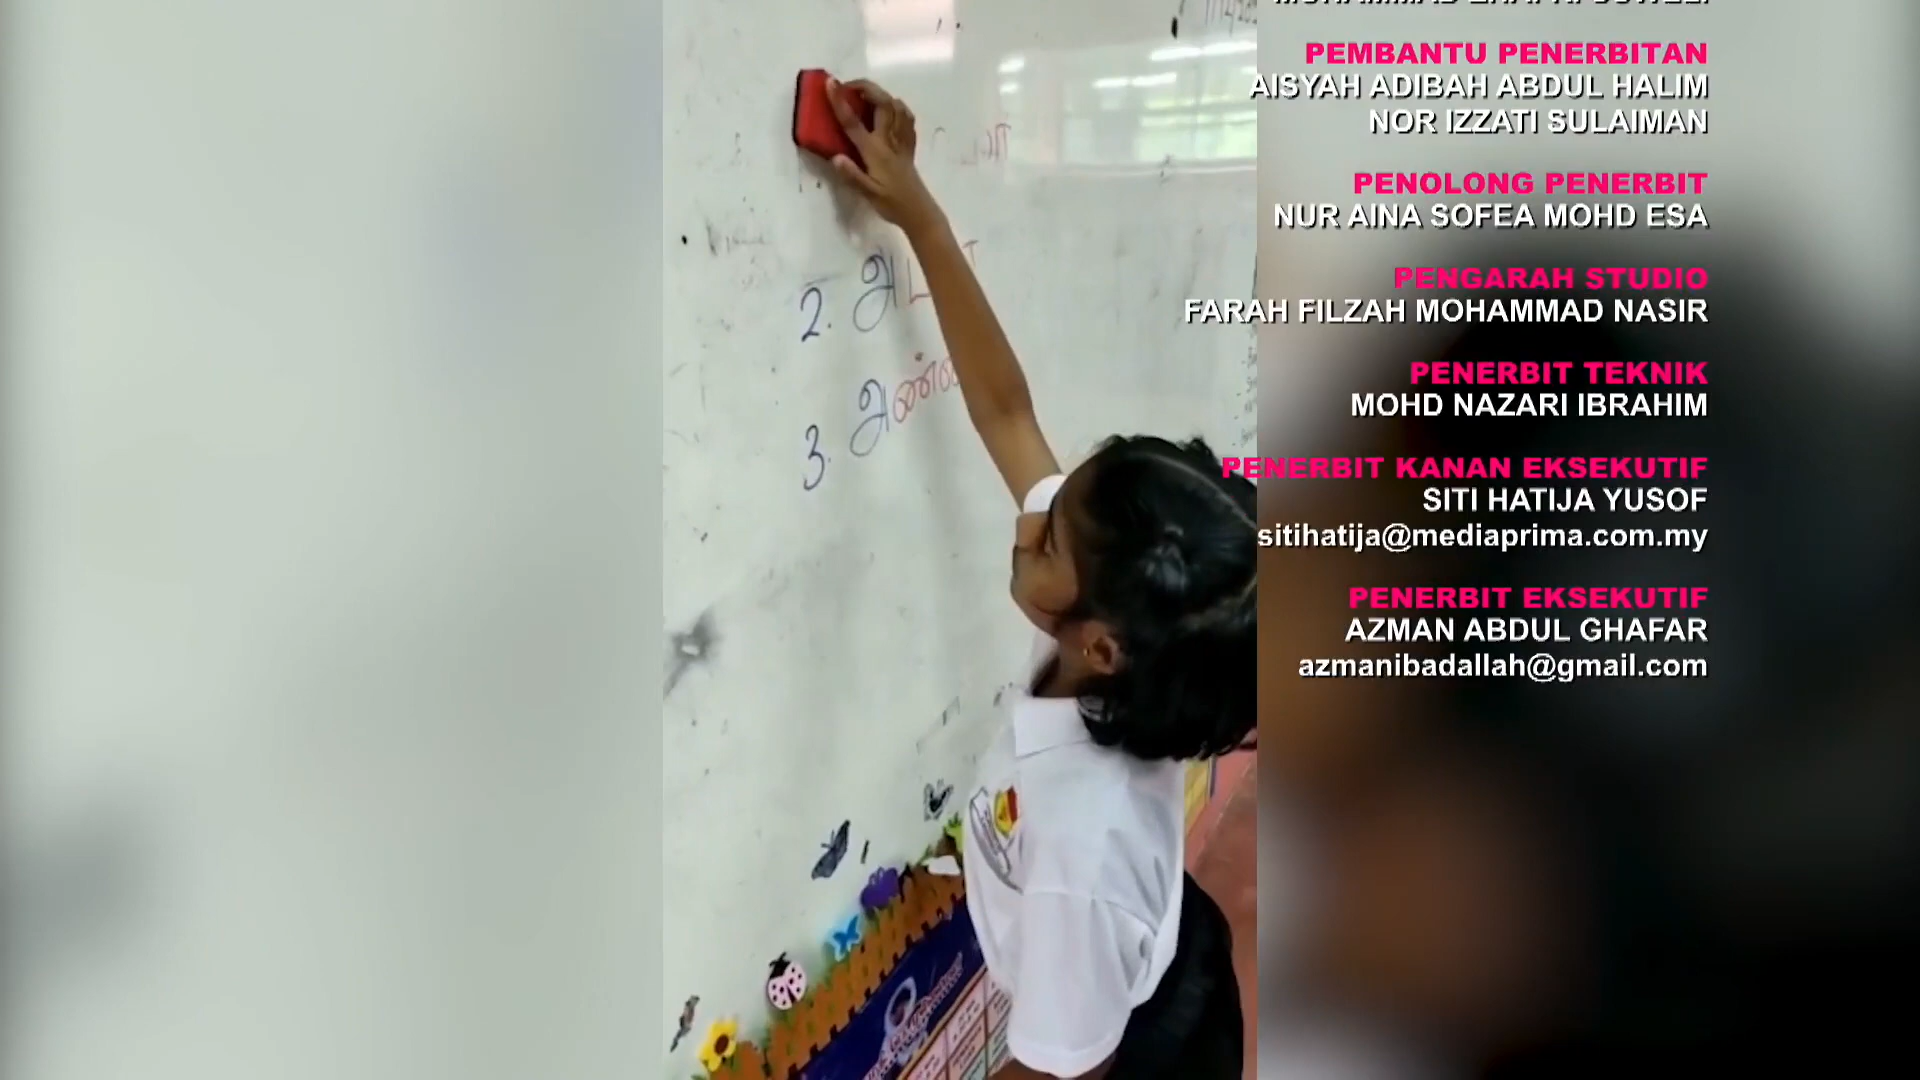 2. அ
3. அண்
PEMBANTU PENERBITAN
AISYAH ADIBAH ABDUL HALIM
NOR IZZATI SULAIMAN
PENOLONG PENERBIT
NUR AINA SOFEA MOHD ESA
PENGARAH STUDIO
FARAH FILZAH MOHAMMAD NASIR
PENERBIT TEKNIK
MOHD NAZARI IBRAHIM
PENERBIT KANAN EKSEKUTIF
SITI HATIJA YUSOF
sitihatija@mediaprima.com.my
PENERBIT EKSEKUTIF
AZMAN ABDUL GHAFAR
azmanibadallah@gmail.com